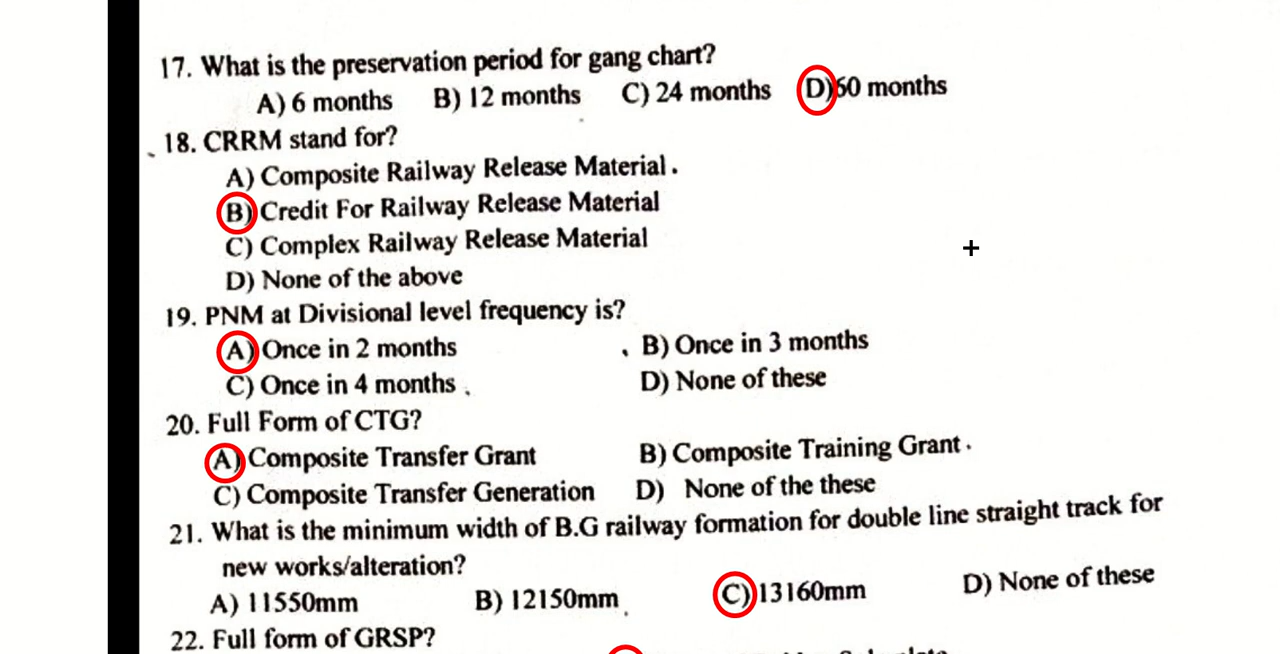 17. What is the preservation period for gang chart?
A) 6 months B) 12 months C) 24 months D) 60 months
18. CRRM stand for?
A) Composite Railway Release Material.
B) Credit For Railway Release Material
C) Complex Railway Release Material
D) None of the above
19. PNM at Divisional level frequency is?
A) Once in 2 months B) Once in 3 months
C) Once in 4 months D) None of these
20. Full Form of CTG?
A) Composite Transfer Grant B) Composite Training Grant.
C) Composite Transfer Generation D) None of the these
21. What is the minimum width of B.G railway formation for double line straight track for
new works/alteration?
A) 11550mm B) 12150mm C) 13160mm D) None of these
22. Full form of GRSP?